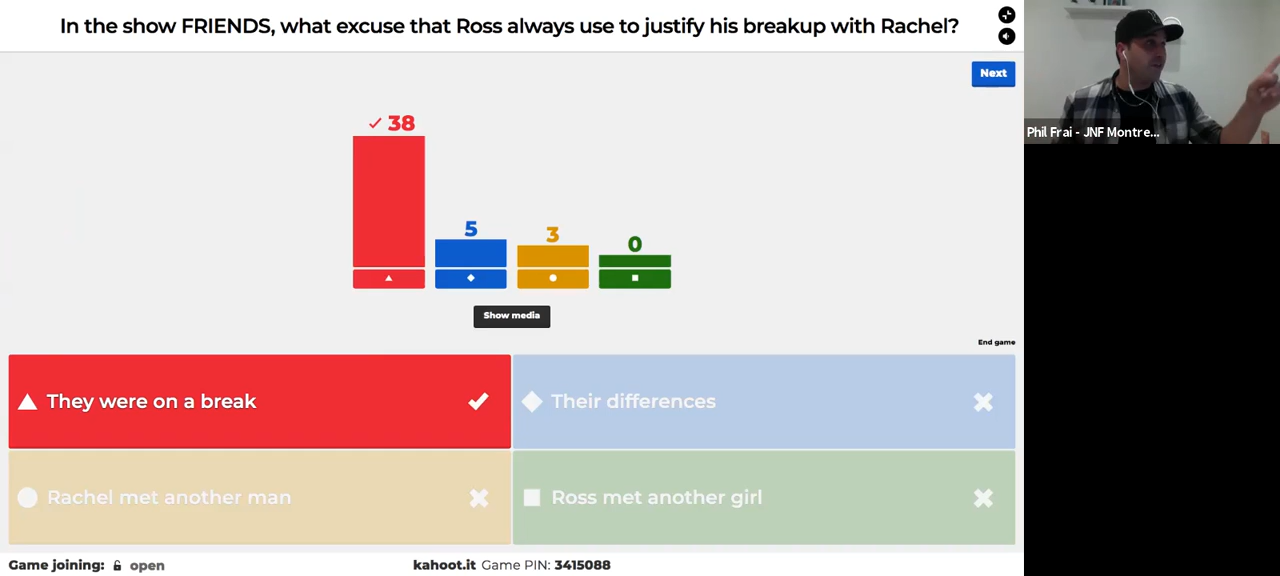 In the show FRIENDS, what excuse that Ross always use to justify his breakup with Rachel?
Next
Phil Frai - JNF Montre...
38
5
3
0
Show media
End game
They were on a break
Their differences
Rachel met another man
Ross met another girl
Game joining: open
kahoot.it Game PIN: 3415088